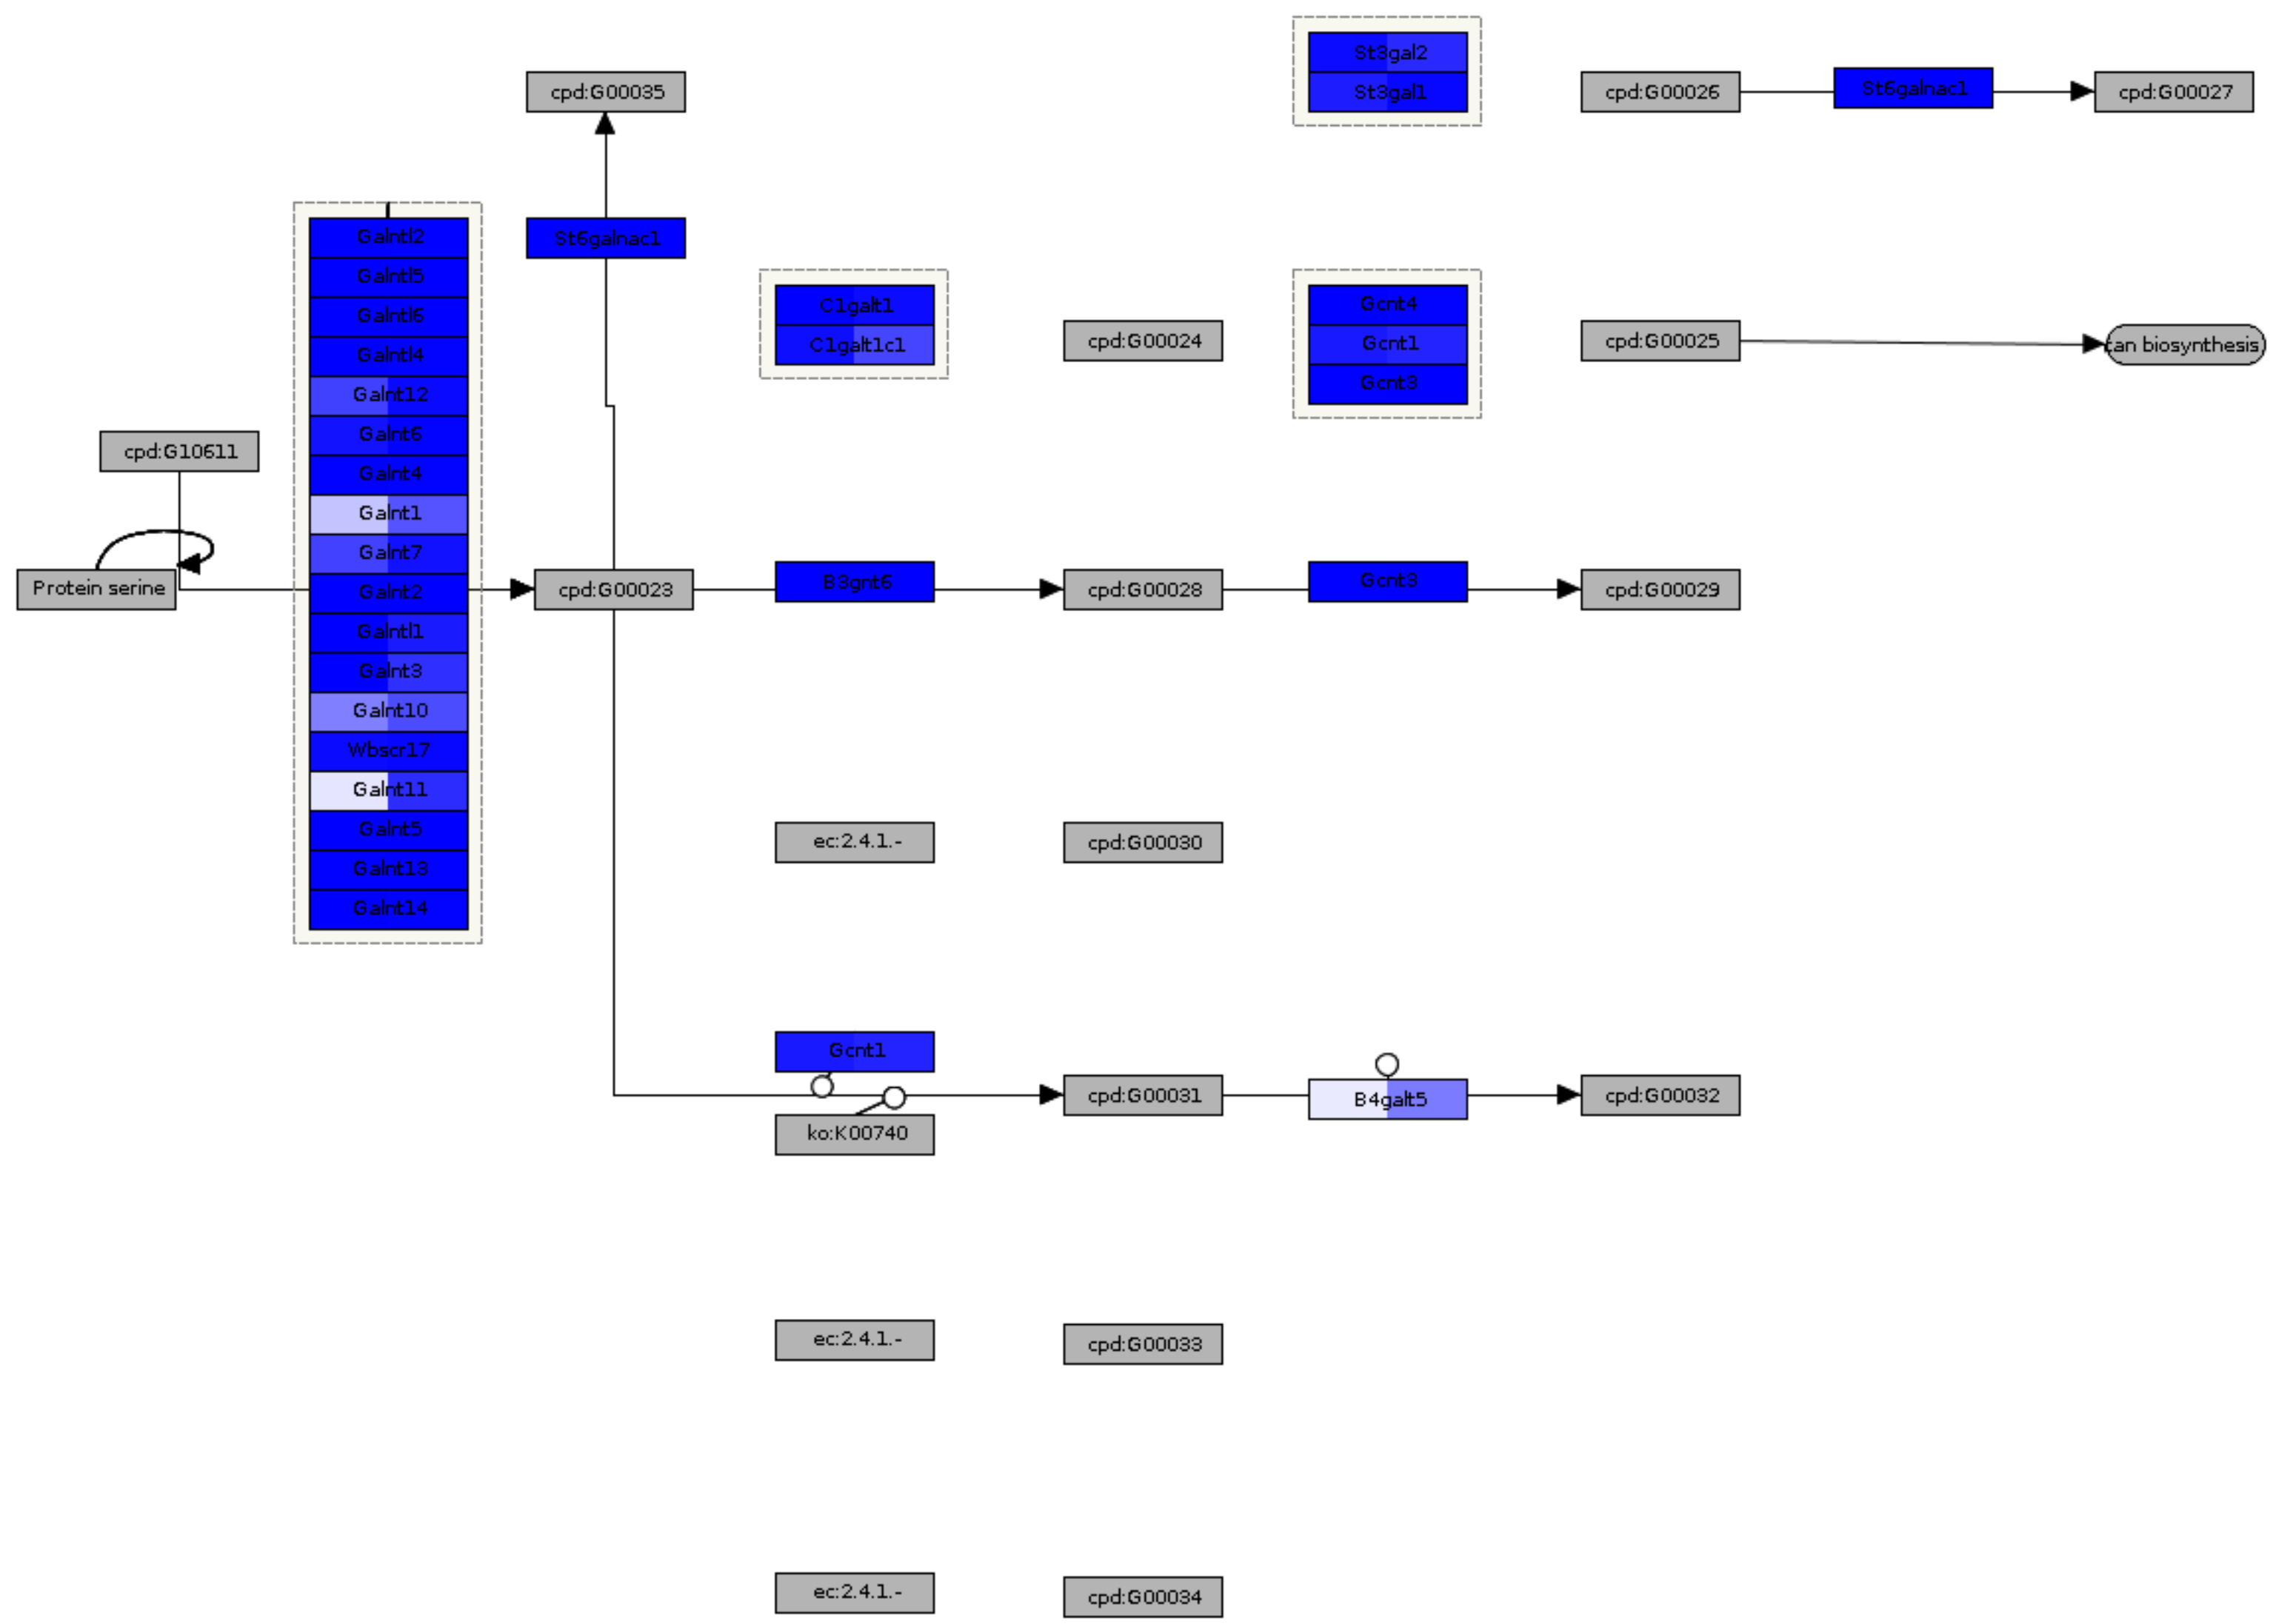 St3gal2
St3gal1
cpd:G00035
cpd:G00026
St6galnac1
cpd:G00027
Galntl2
Galntl5
Galntl6
Galntl4
Galnt12
Galnt6
Galnt4
Galnt1
Galnt7
Galnt2
Galntl1
Galnt3
Galnt10
Wbscr17
Galnt11
Galnt5
Galnt13
Galnt14
St6galnac1
C1galt1
C1galt1c1
cpd:G00024
Gcnt4
Gcnt1
Gcnt3
cpd:G00025
an biosynthesis
cpd:G10611
Protein serine
cpd:G00023
B3gnt6
cpd:G00028
Gcnt3
cpd:G00029
ec:2.4.1.-
cpd:G00030
Gcnt1
ko:K00740
cpd:G00031
B4galt5
cpd:G00032
ec:2.4.1.-
cpd:G00033
ec:2.4.1.-
cpd:G00034